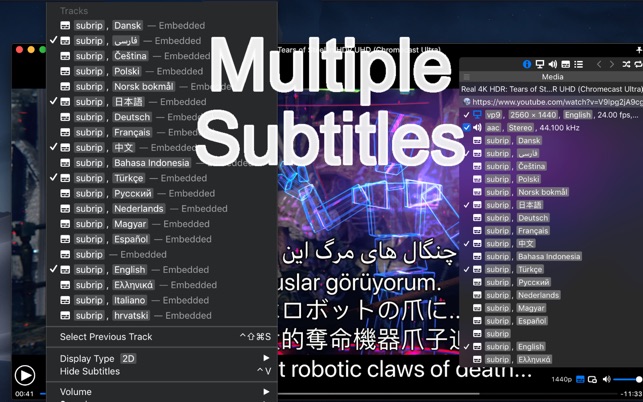 Tracks
subrip, Dansk — Embedded
subrip, فارسی — Embedded
subrip, Čeština — Embedded
subrip, Polski — Embedded
subrip, Norsk bokmål — Embedded
subrip, 日本語 — Embedded
subrip, Deutsch — Embedded
subrip, Français — Embedded
subrip, 中文 — Embedded
subrip, Bahasa Indonesia — Embedded
subrip, Türkçe — Embedded
subrip, Русский — Embedded
subrip, Nederlands — Embedded
subrip, Magyar — Embedded
subrip, Español — Embedded
subrip — Embedded
subrip, English — Embedded
subrip, Ελληνικά — Embedded
subrip, Italiano — Embedded
subrip, hrvatski — Embedded
Select Previous Track ^⇧⌘S
Display Type 2D
Hide Subtitles ^V
Volume
00:41
Multiple
Subtitles
Tears of
UHD (Chromecast Ultra)
چنگال های مرگ این
uslar görüyorum.
ロボットの爪に...
的奪命機器爪子
t robotic claws of death...
Media
Real 4K HDR: Tears of St...R UHD (Chromecast Ultra)
https://www.youtube.com/watch?v=V9lpg2jA9cg
vp9, 2560 × 1440, English, 24.00 fps,...
aac, Stereo, 44.100 kHz
subrip, Dansk
subrip, فارسی
subrip, Čeština
subrip, Polski
subrip, Norsk bokmål
subrip, 日本語
subrip, Deutsch
subrip, Français
subrip, 中文
subrip, Bahasa Indonesia
subrip, Türkçe
subrip, Русский
subrip, Nederlands
subrip, Magyar
subrip, Español
subrip
subrip, English
subrip, Ελληνικά
1440p
-11:33